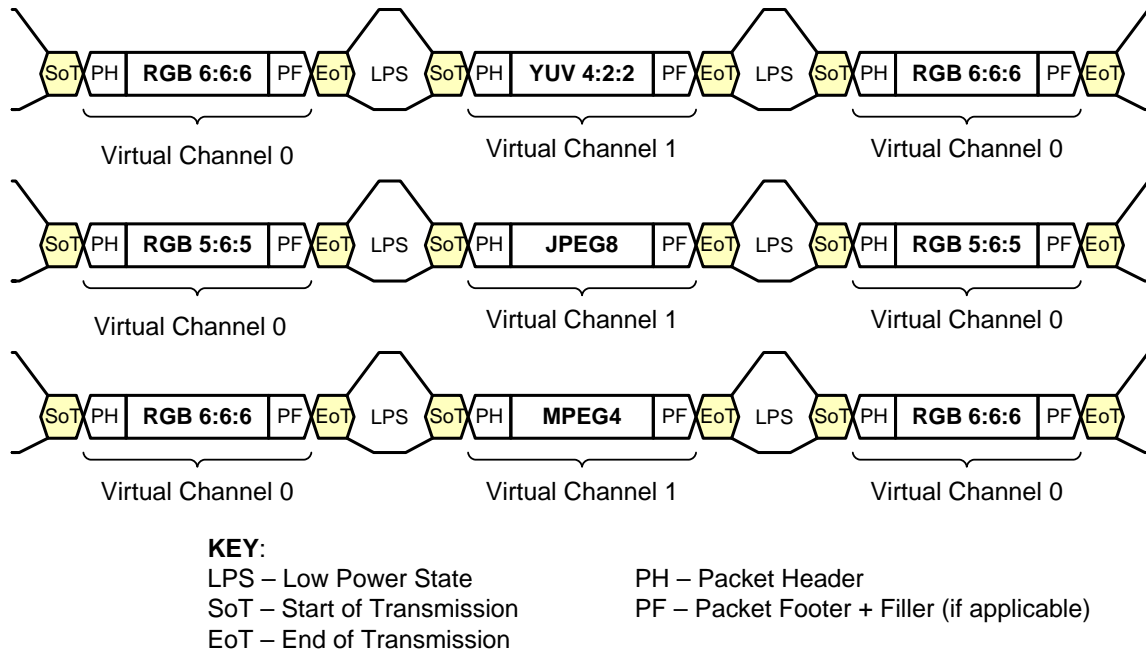 SoT PH RGB 6:6:6 PF EoT LPS SoT PH YUV 4:2:2 PF EoT LPS SoT PH RGB 6:6:6 PF EoT
Virtual Channel 0 Virtual Channel 1 Virtual Channel 0
SoT PH RGB 5:6:5 PF EoT LPS SoT PH JPEG8 PF EoT LPS SoT PH RGB 5:6:5 PF EoT
Virtual Channel 0 Virtual Channel 1 Virtual Channel 0
SoT PH RGB 6:6:6 PF EoT LPS SoT PH MPEG4 PF EoT LPS SoT PH RGB 6:6:6 PF EoT
Virtual Channel 0 Virtual Channel 1 Virtual Channel 0
KEY:
LPS – Low Power State PH – Packet Header
SoT – Start of Transmission PF – Packet Footer + Filler (if applicable)
EoT – End of Transmission